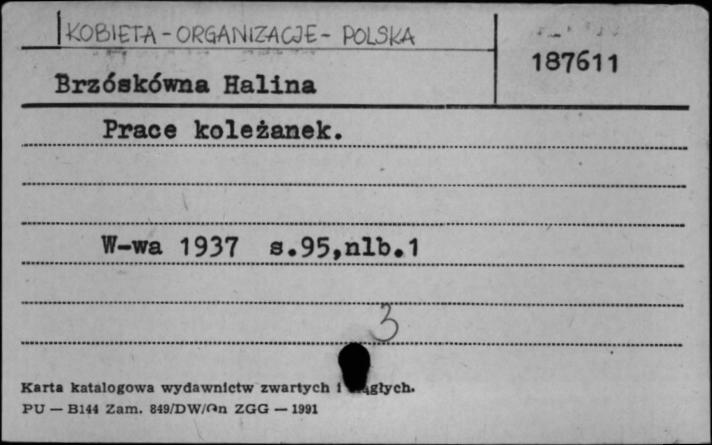 KOBIETA - ORGANIZACJE - POLSKA
187611
Brzóskówna Halina
Prace koleżanek.
W-wa 1937 s.95,nlb.1
3
Karta katalogowa wydawnictw zwartych i
PU — B144 Zam. 849/DW/On ZGG — 1991